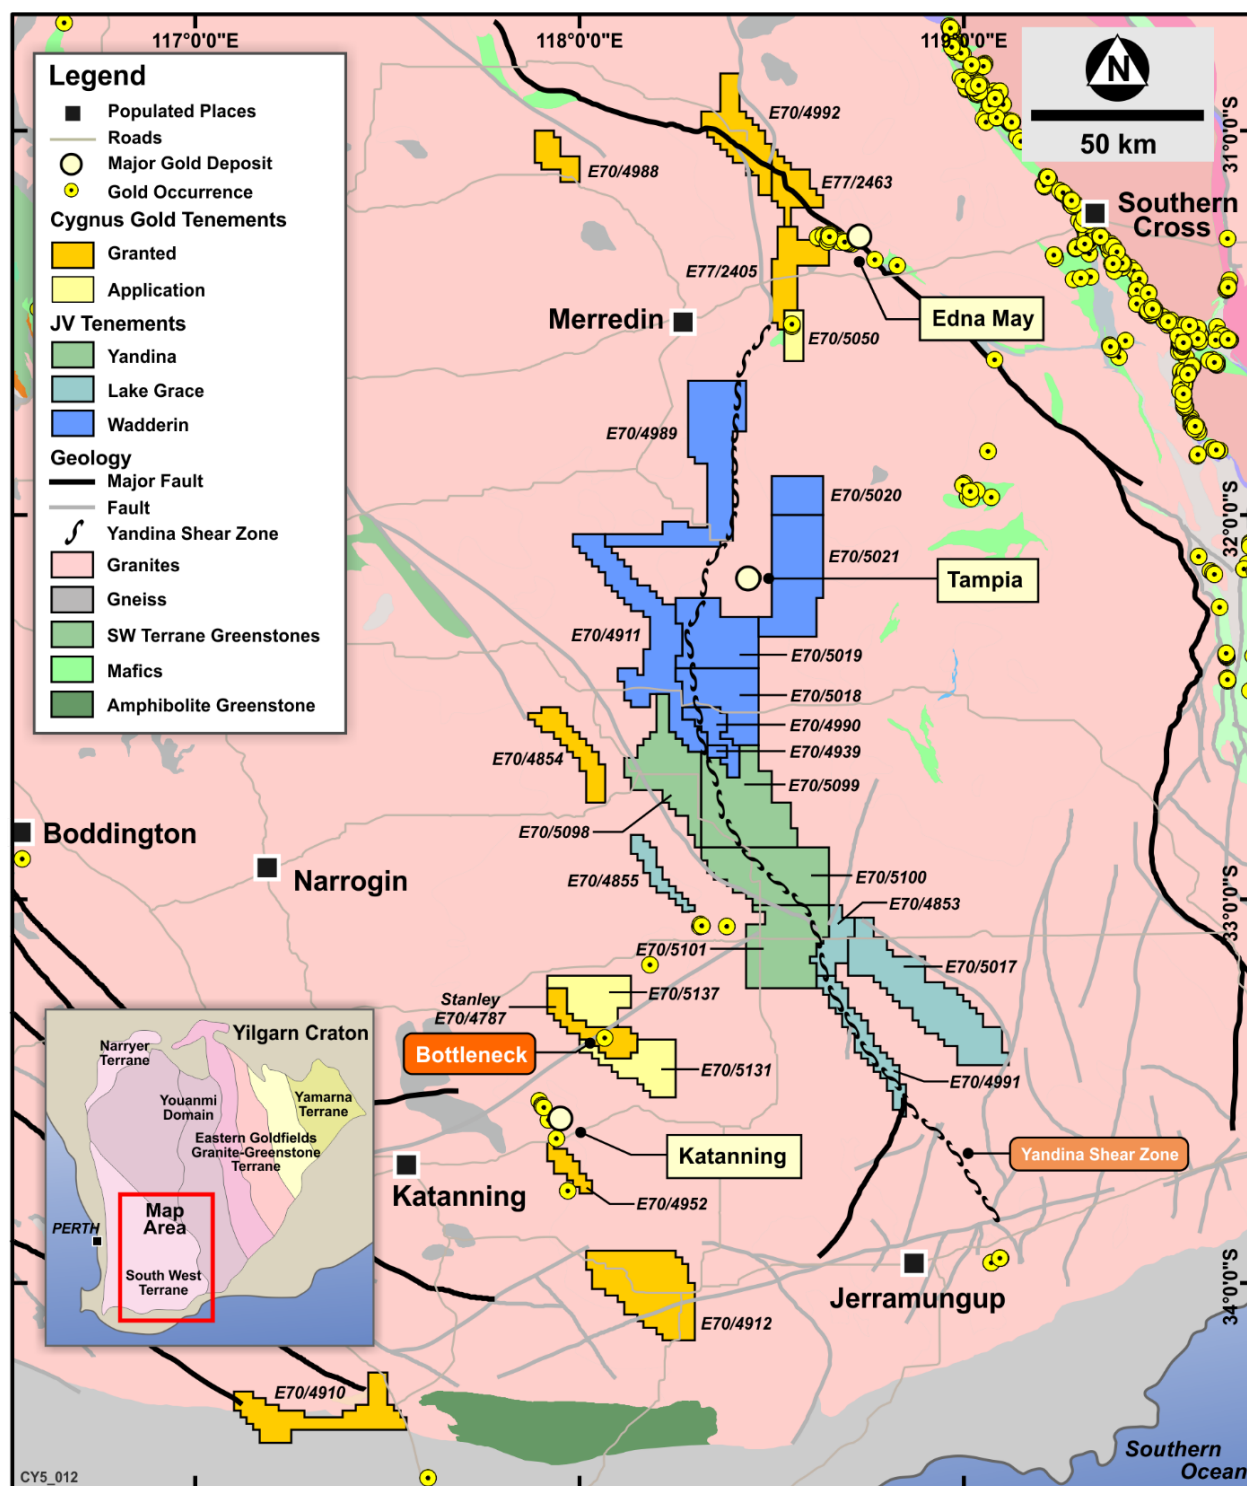 117°0'0"E
118°0'0"E
119°0'0"E
31°0'0"S
32°0'0"S
33°0'0"S
34°0'0"S
N
50 km
Legend
Populated Places
Roads
Major Gold Deposit
Gold Occurrence
Cygnus Gold Tenements
Granted
Application
JV Tenements
Yandina
Lake Grace
Wadderin
Geology
Major Fault
Fault
Yandina Shear Zone
Granites
Gneiss
SW Terrane Greenstones
Mafics
Amphibolite Greenstone
E70/4992
E70/4988
E77/2463
Southern
Cross
E77/2405
Merredin
Edna May
E70/5050
E70/4989
E70/5020
E70/5021
Tampia
E70/4911
E70/5019
E70/5018
E70/4990
E70/4939
E70/4854
E70/5099
E70/5098
Boddington
Narrogin
E70/4855
E70/5100
E70/4853
E70/5101
E70/5017
E70/5137
Stanley
E70/4787
Bottleneck
E70/5131
E70/4991
Katanning
Yandina Shear Zone
Katanning
E70/4952
Jerramungup
E70/4912
E70/4910
Yilgarn Craton
Narryer
Terrane
Youanmi
Domain
Yamarna
Terrane
Eastern Goldfields
Granite-Greenstone
Terrane
Map
Area
PERTH
South West
Terrane
Southern
Ocean
CY5_012